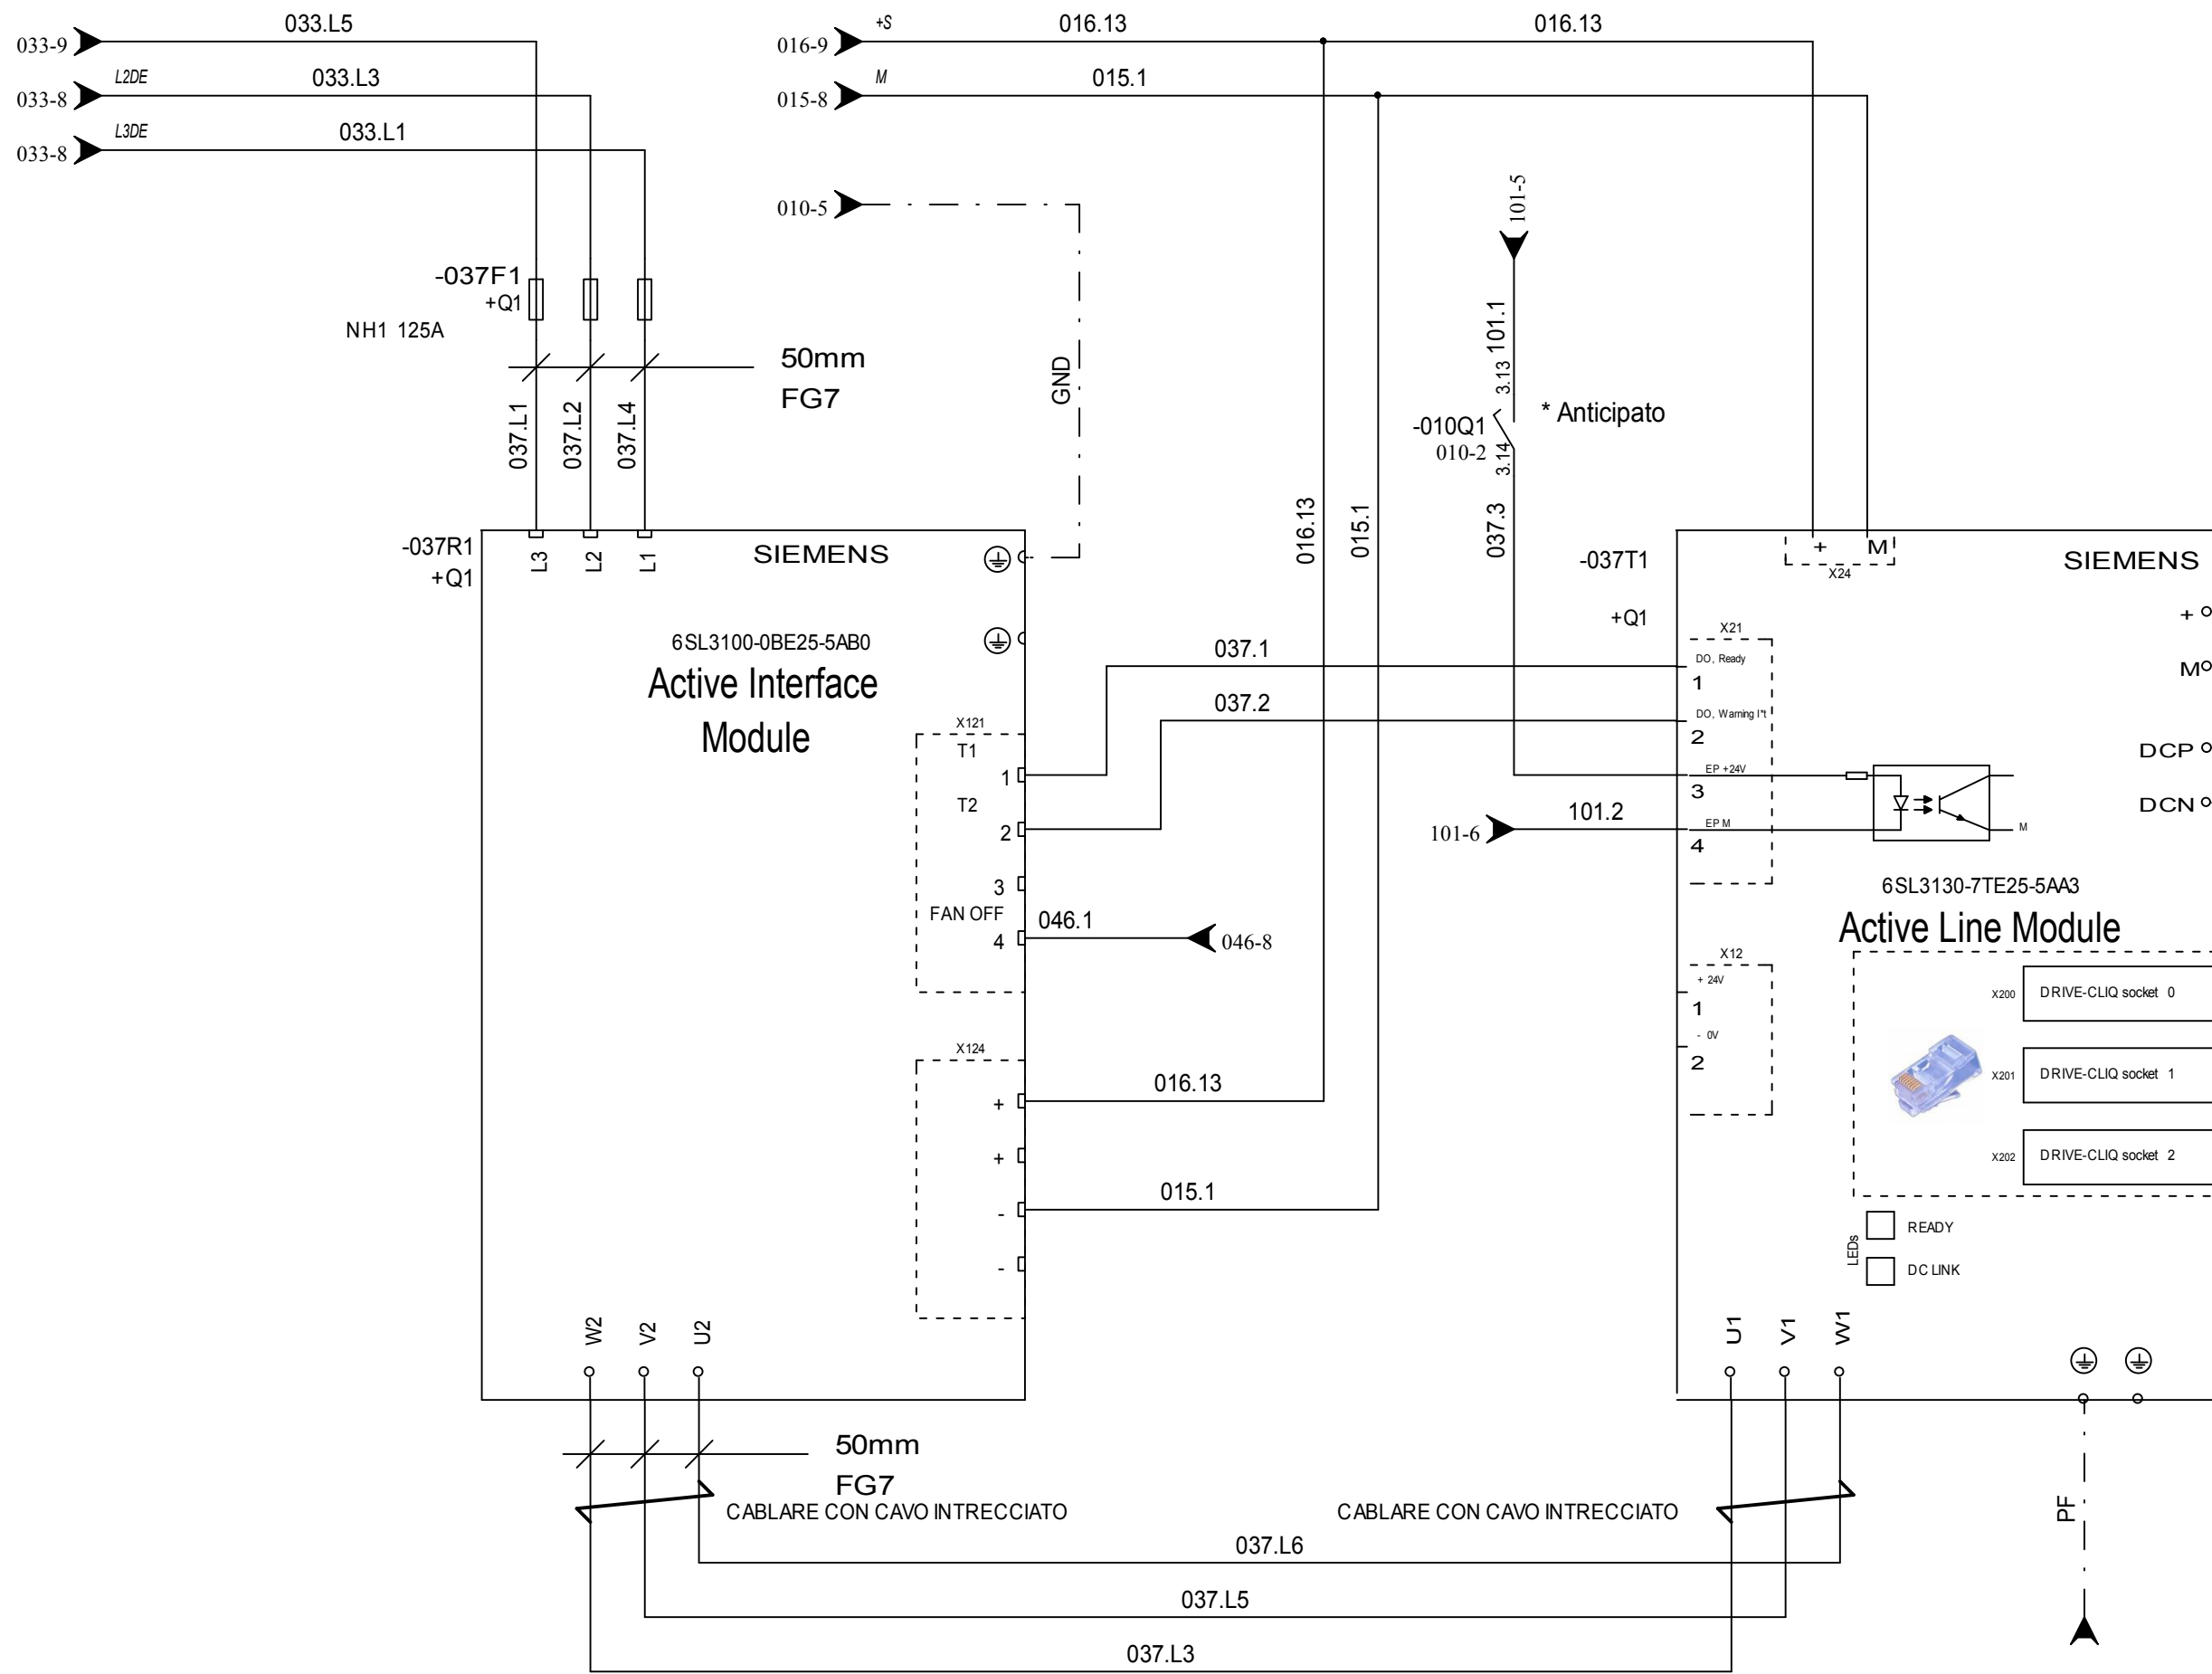 033.L5
033-9
L2DE
033.L3
033-8
L3DE
033.L1
033-8
+S
016.13
016.13
016-9
M
015.1
015-8
010-5
GND
-037F1
+Q1
NH1 125A
50mm
FG7
037.L1
037.L2
037.L4
101-5
101.1
3.13
* Anticipato
-010Q1
010-2
3.14
037.3
016.13
015.1
-037R1
+Q1
L3
L2
L1
SIEMENS
6SL3100-0BE25-5AB0
Active Interface
Module
X121
T1
1
T2
2
3
FAN OFF
4
046.1
046-8
X124
+
016.13
+
-
015.1
-
037.1
037.2
101-6
101.2
-037T1
+Q1
+
M
X24
SIEMENS
+
M
DCP
DCN
X21
DO, Ready
1
DO, Warning I*t
2
EP +24V
3
EP M
4
M
6SL3130-7TE25-5AA3
Active Line Module
X12
+ 24V
1
- 0V
2
X200
DRIVE-CLIQ socket 0
X201
DRIVE-CLIQ socket 1
X202
DRIVE-CLIQ socket 2
LEDs
READY
DC LINK
W2
V2
U2
U1
V1
W1
50mm
FG7
CABLARE CON CAVO INTRECCIATO
CABLARE CON CAVO INTRECCIATO
PF
037.L6
037.L5
037.L3